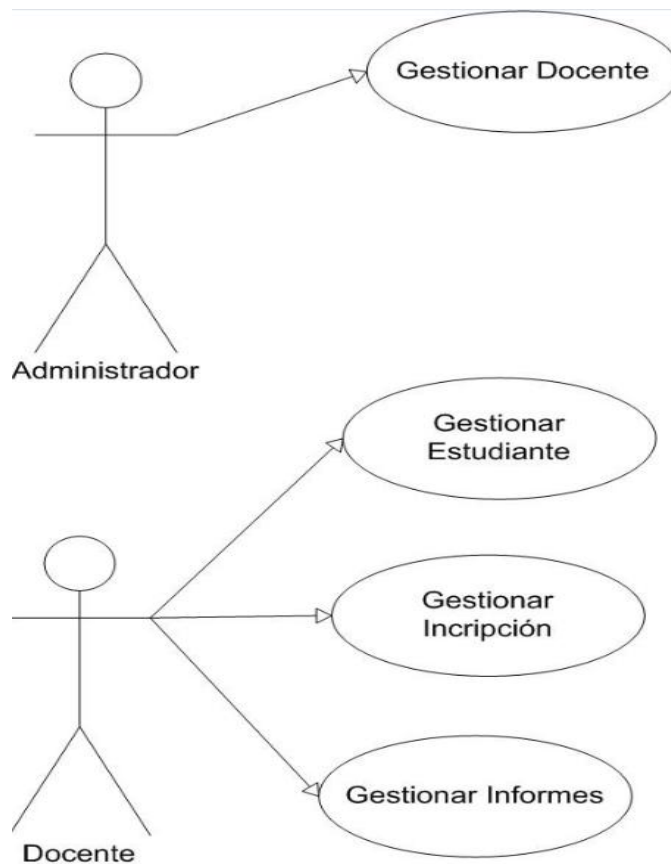 Gestionar Docente
Administrador
Gestionar
Estudiante
Gestionar
Incripción
Gestionar Informes
Docente